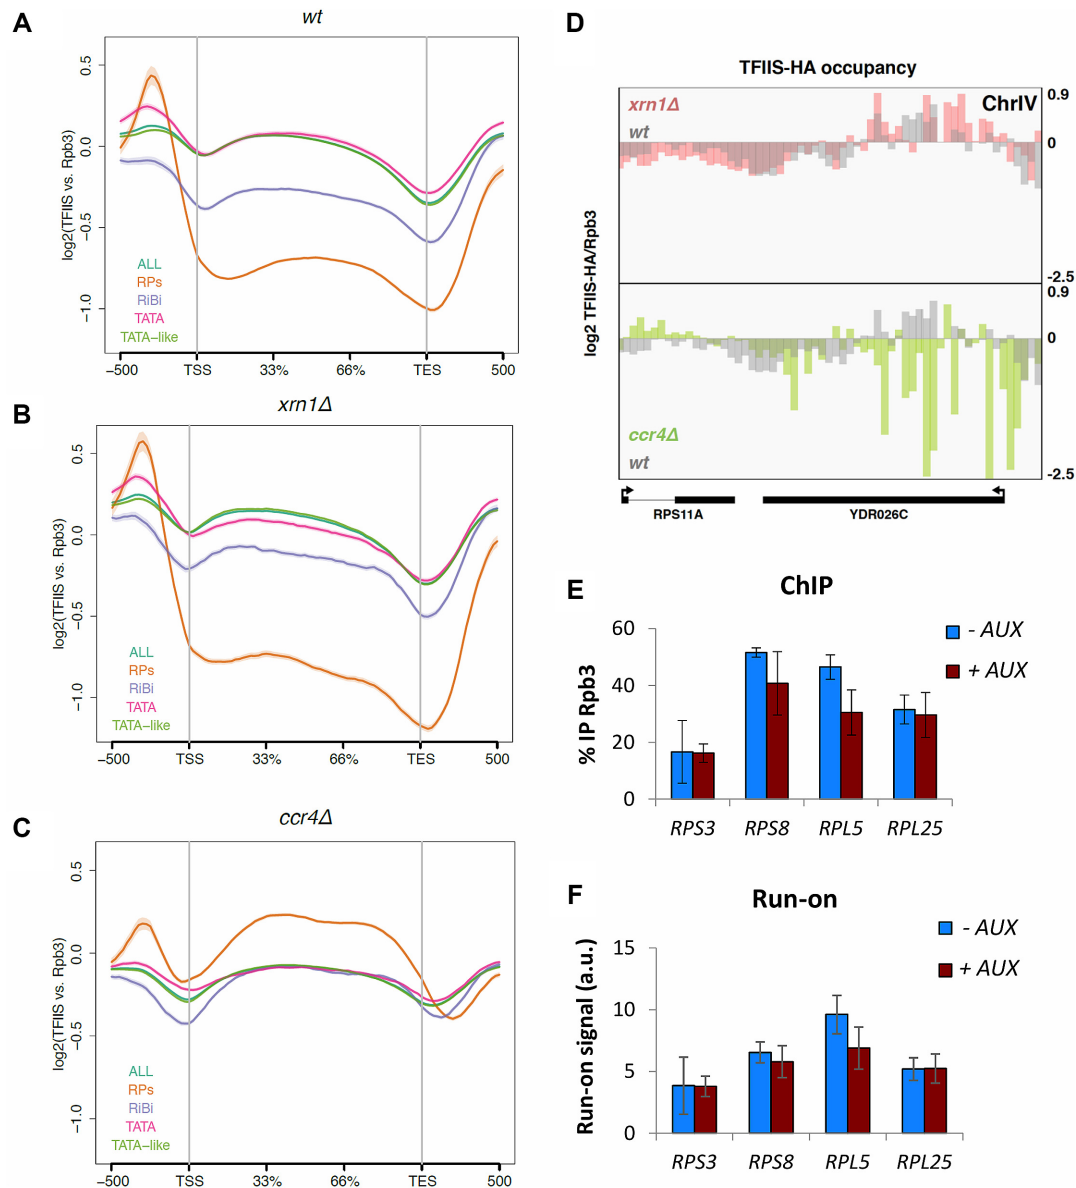 A
wt
log2(TFIIS vs. Rpb3)
0.5
0.0
−0.5
−1.0
ALL
RPs
RiBi
TATA
TATA−like
−500
TSS
33%
66%
TES
500
B
xrn1Δ
log2(TFIIS vs. Rpb3)
0.5
0.0
−0.5
−1.0
ALL
RPs
RiBi
TATA
TATA−like
−500
TSS
33%
66%
TES
500
C
ccr4Δ
log2(TFIIS vs. Rpb3)
0.5
0.0
−0.5
−1.0
ALL
RPs
RiBi
TATA
TATA−like
−500
TSS
33%
66%
TES
500
D
TFIIS-HA occupancy
xrn1Δ
wt
ChrIV
0.9
0
-2.5
log2 TFIIS-HA/Rpb3
0.9
0
-2.5
ccr4Δ
wt
RPS11A
YDR026C
E
ChIP
% IP Rpb3
60
40
20
0
- AUX
+ AUX
RPS3
RPS8
RPL5
RPL25
F
Run-on
Run-on signal (a.u.)
15
10
5
0
- AUX
+ AUX
RPS3
RPS8
RPL5
RPL25